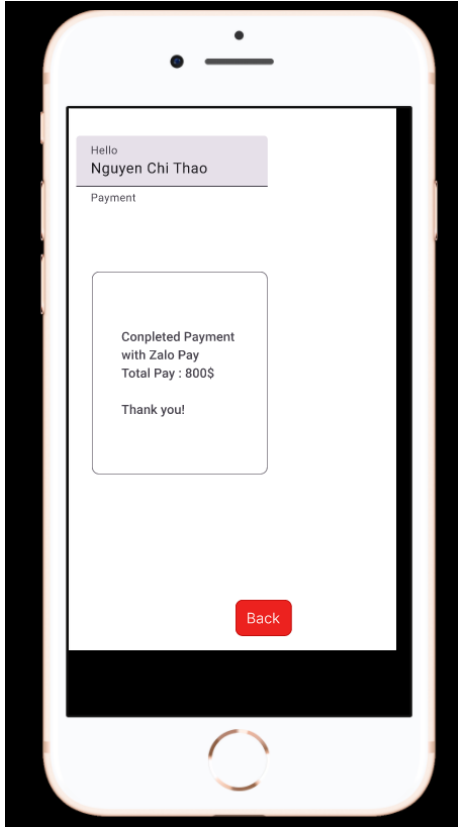 Hello
Nguyen Chi Thao
Payment
Conpleted Payment
with Zalo Pay
Total Pay : 800$
Thank you!
Back